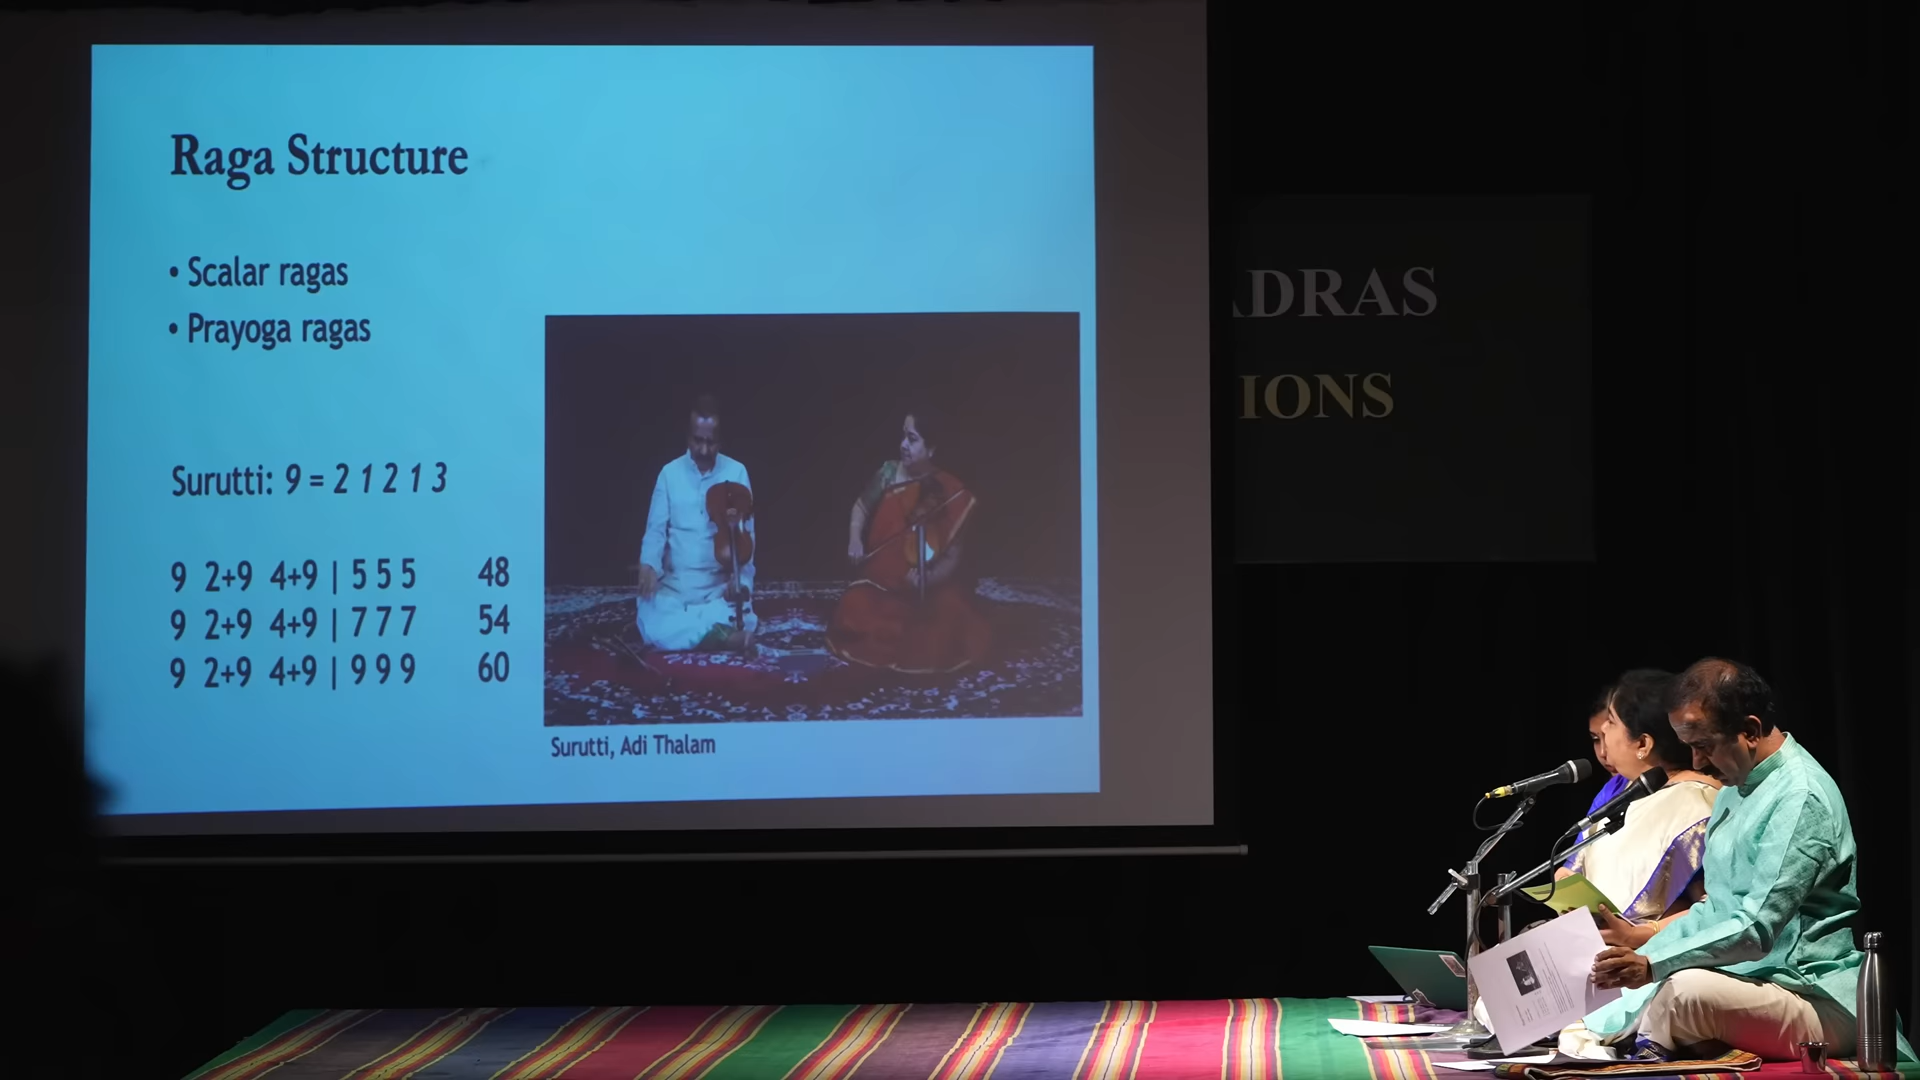 Raga Structure
• Scalar ragas
• Prayoga ragas
Surutti: 9 = 2 1 2 1 3
9 2+9 4+9 | 5 5 5 48
9 2+9 4+9 | 7 7 7 54
9 2+9 4+9 | 9 9 9 60
Surutti, Adi Thalam
ADRAS
IONS